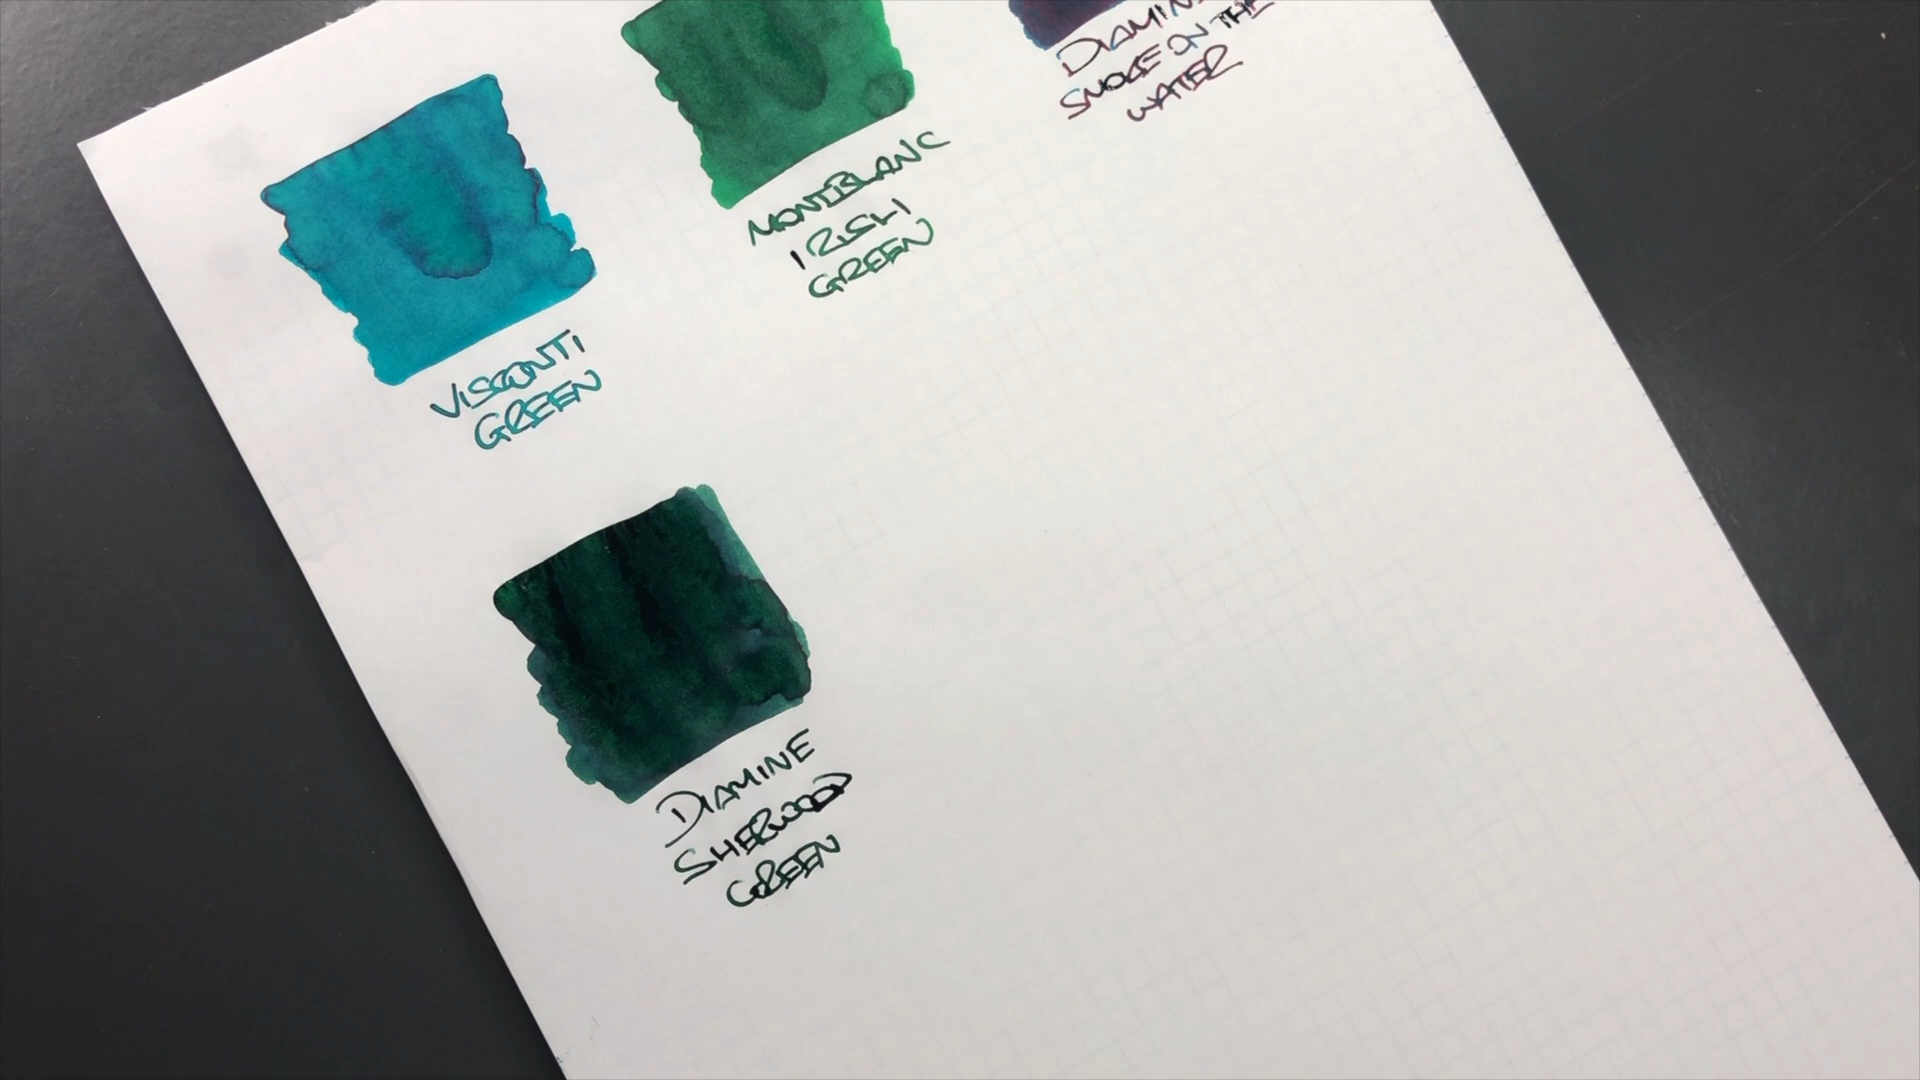 VISCONTI
GREEN
MONTBLANC
IRISH
GREEN
DIAMINE
SMOKE ON THE
WATER
DIAMINE
SHERWOOD
GREEN